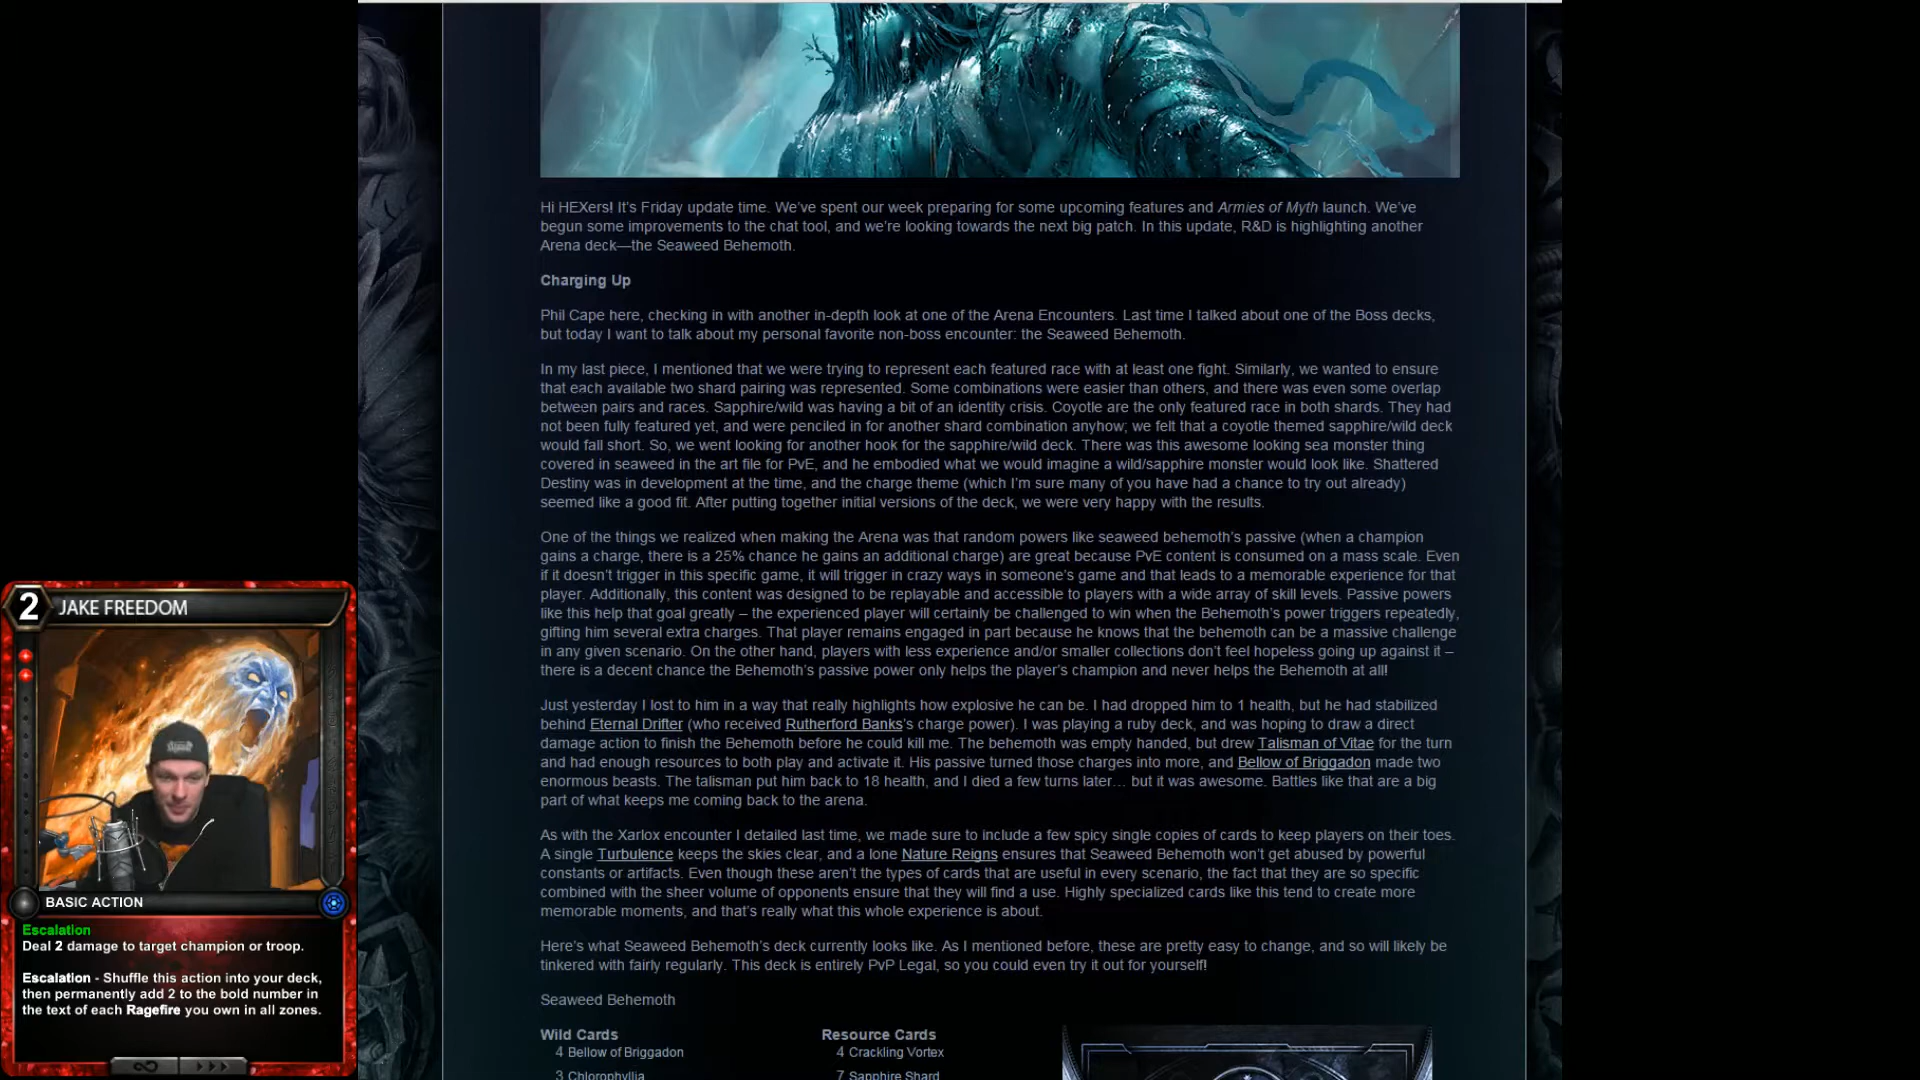 Hi HEXers! It's Friday update time. We've spent our week preparing for some upcoming features and Armies of Myth launch. We've
begun some improvements to the chat tool, and we're looking towards the next big patch. In this update, R&D is highlighting another
Arena deck—the Seaweed Behemoth.
Charging Up
Phil Cape here, checking in with another in-depth look at one of the Arena Encounters. Last time I talked about one of the Boss decks,
but today I want to talk about my personal favorite non-boss encounter: the Seaweed Behemoth.
In my last piece, I mentioned that we were trying to represent each featured race with at least one fight. Similarly, we wanted to ensure
that each available two shard pairing was represented. Some combinations were easier than others, and there was even some overlap
between pairs and races. Sapphire/wild was having a bit of an identity crisis. Coyotle are the only featured race in both shards. They had
not been fully featured yet, and were penciled in for another shard combination anyhow; we felt that a coyotle themed sapphire/wild deck
would fall short. So, we went looking for another hook for the sapphire/wild deck. There was this awesome looking sea monster thing
covered in seaweed in the art file for PvE, and he embodied what we would imagine a wild/sapphire monster would look like. Shattered
Destiny was in development at the time, and the charge theme (which I'm sure many of you have had a chance to try out already)
seemed like a good fit. After putting together initial versions of the deck, we were very happy with the results.
One of the things we realized when making the Arena was that random powers like seaweed behemoth's passive (when a champion
gains a charge, there is a 25% chance he gains an additional charge) are great because PvE content is consumed on a mass scale. Even
if it doesn't trigger in this specific game, it will trigger in crazy ways in someone's game and that leads to a memorable experience for that
player. Additionally, this content was designed to be replayable and accessible to players with a wide array of skill levels. Passive powers
like this help that goal greatly – the experienced player will certainly be challenged to win when the Behemoth's power triggers repeatedly,
gifting him several extra charges. That player remains engaged in part because he knows that the behemoth can be a massive challenge
in any given scenario. On the other hand, players with less experience and/or smaller collections don't feel hopeless going up against it –
there is a decent chance the Behemoth's passive power only helps the player's champion and never helps the Behemoth at all!
Just yesterday I lost to him in a way that really highlights how explosive he can be. I had dropped him to 1 health, but he had stabilized
behind Eternal Drifter (who received Rutherford Banks's charge power). I was playing a ruby deck, and was hoping to draw a direct
damage action to finish the Behemoth before he could kill me. The behemoth was empty handed, but drew Talisman of Vitae for the turn
and had enough resources to both play and activate it. His passive turned those charges into more, and Bellow of Briggadon made two
enormous beasts. The talisman put him back to 18 health, and I died a few turns later… but it was awesome. Battles like that are a big
part of what keeps me coming back to the arena.
As with the Xarlox encounter I detailed last time, we made sure to include a few spicy single copies of cards to keep players on their toes.
A single Turbulence keeps the skies clear, and a lone Nature Reigns ensures that Seaweed Behemoth won't get abused by powerful
constants or artifacts. Even though these aren't the types of cards that are useful in every scenario, the fact that they are so specific
combined with the sheer volume of opponents ensure that they will find a use. Highly specialized cards like this tend to create more
memorable moments, and that's really what this whole experience is about.
Here's what Seaweed Behemoth's deck currently looks like. As I mentioned before, these are pretty easy to change, and so will likely be
tinkered with fairly regularly. This deck is entirely PvP Legal, so you could even try it out for yourself!
Seaweed Behemoth
Wild Cards
4 Bellow of Briggadon
3 Chlorophyllia
Resource Cards
4 Crackling Vortex
7 Sapphire Shard
2 JAKE FREEDOM
BASIC ACTION
Escalation
Deal 2 damage to target champion or troop.
Escalation - Shuffle this action into your deck,
then permanently add 2 to the bold number in
the text of each Ragefire you own in all zones.